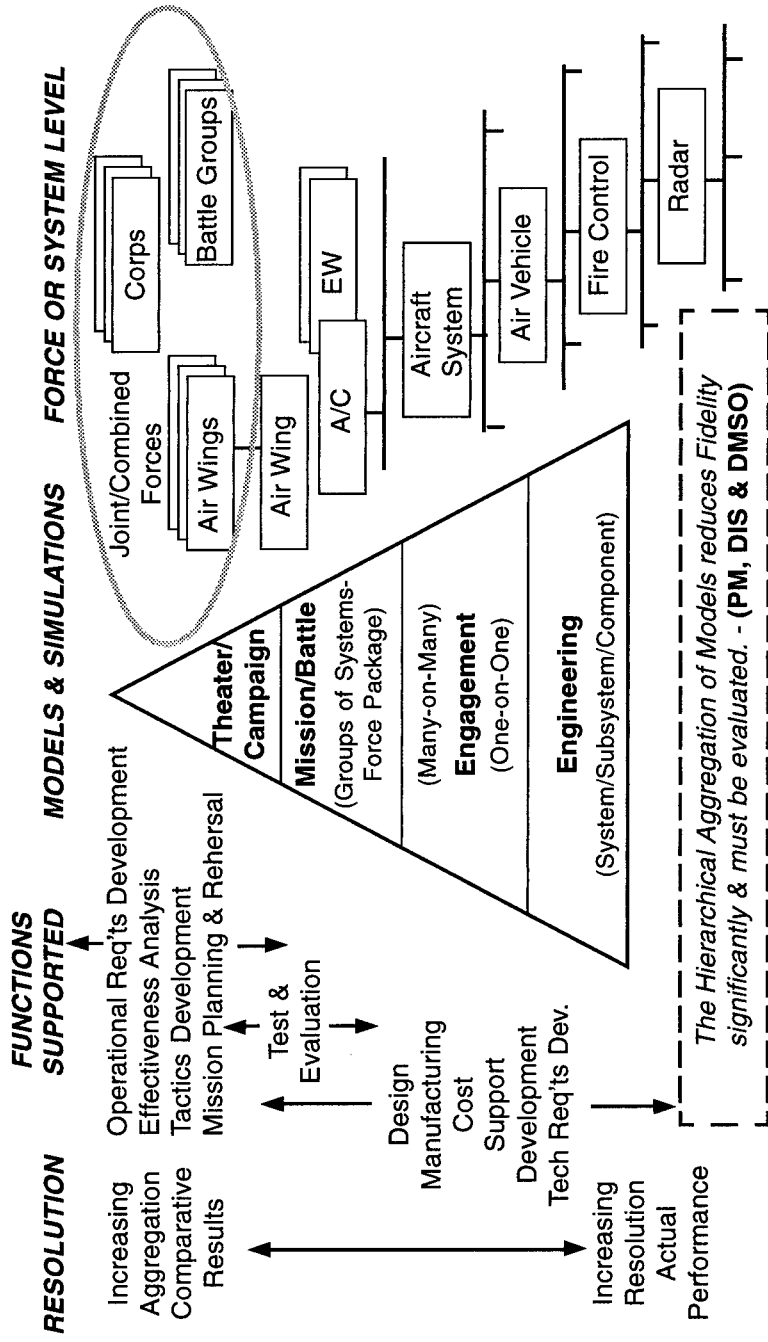 RESOLUTION
Increasing
Aggregation
Comparative
Results
Increasing
Resolution
Actual
Performance
FUNCTIONS
SUPPORTED
Operational Req'ts Development
Effectiveness Analysis
Tactics Development
Mission Planning & Rehersal
Test &
Evaluation
Design
Manufacturing
Cost
Support
Development
Tech Req'ts Dev.
MODELS & SIMULATIONS
Theater/
Campaign
Mission/Battle
(Groups of Systems-
Force Package)
(Many-on-Many)
Engagement
(One-on-One)
Engineering
(System/Subsystem/Component)
FORCE OR SYSTEM LEVEL
Joint/Combined
Forces
Corps
Air Wings
Battle Groups
Air Wing
A/C
EW
Aircraft
System
Air Vehicle
Fire Control
Radar
The Hierarchical Aggregation of Models reduces Fidelity
significantly & must be evaluated. - (PM, DIS & DMSO)